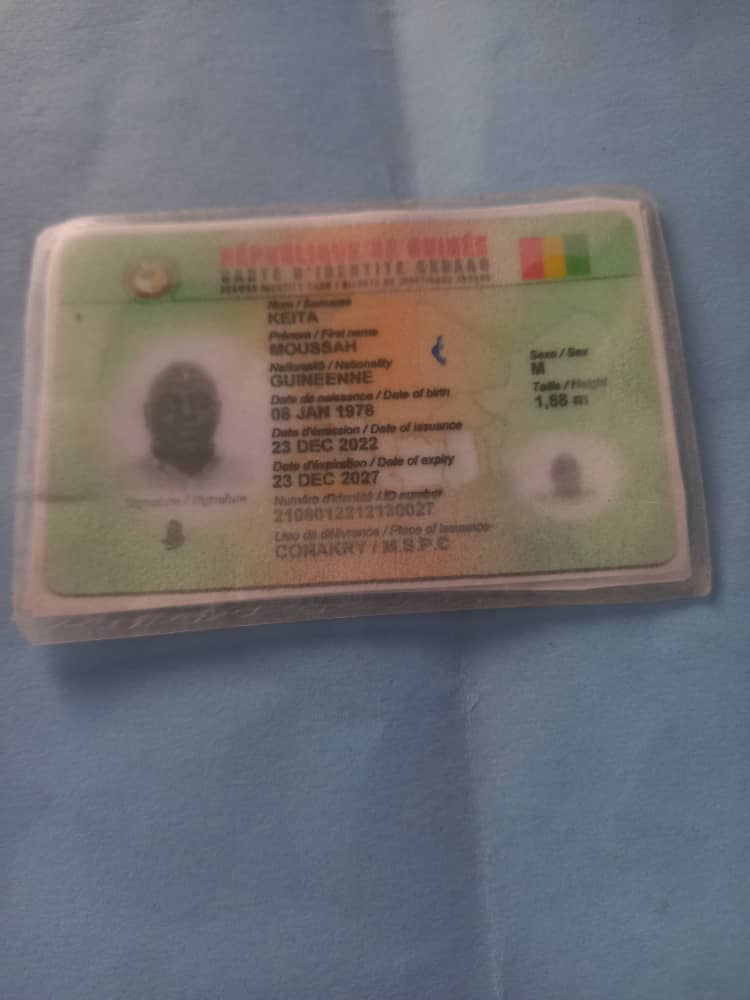 RÉPUBLIQUE DE GUINÉE
CARTE D'IDENTITÉ CEDEAO
Nom / Surname
KEITA
Prénom / First name
MOUSSAH
Nationalité / Nationality
GUINEENNE
Date de naissance / Date of birth
08 JAN 1978
Date d'émission / Date of issuance
23 DEC 2022
Date d'expiration / Date of expiry
23 DEC 2027
Numéro d'identité / ID number
Lieu de délivrance / Place of issuance
CONAKRY / M.S.P.C
Sexe / Sex
M
Taille / Height
1,68 m
Signature / Signature